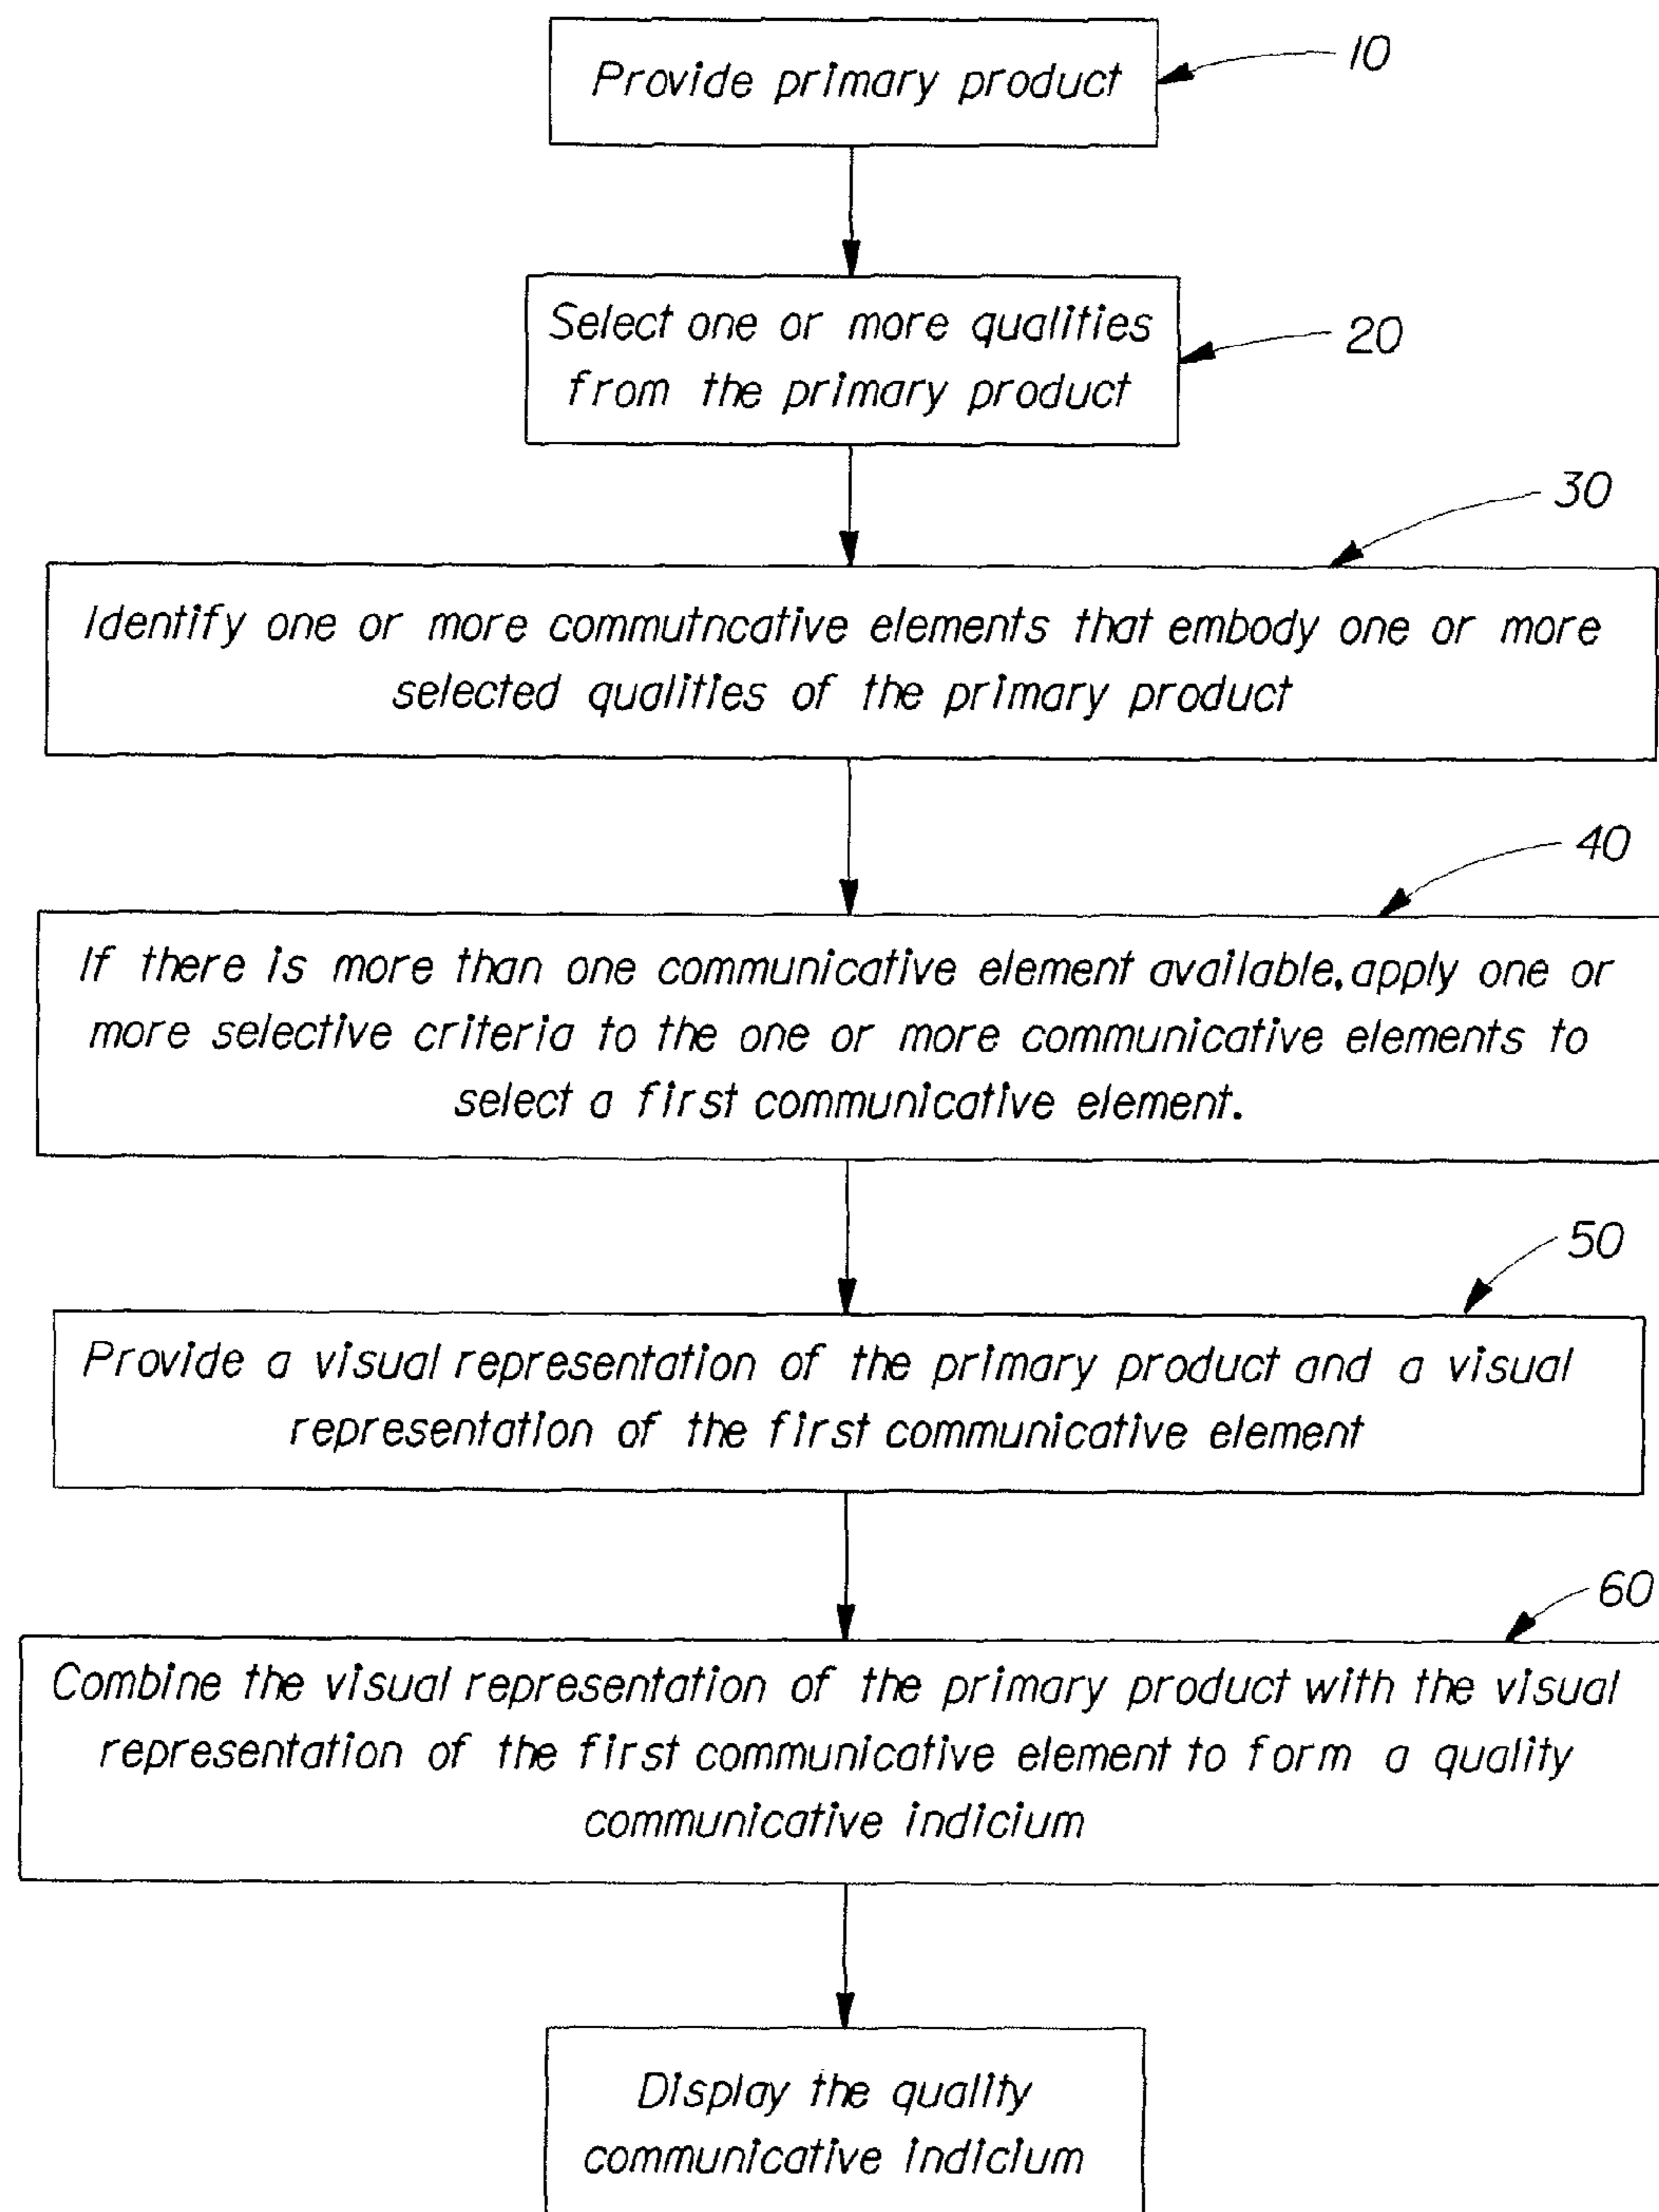 Provide primary product
10
Select one or more qualities
from the primary product
20
30
Identify one or more commutncative elements that embody one or more
selected qualities of the primary product
40
If there is more than one communicative element available, apply one or
more selective criteria to the one or more communicative elements to
select a first communicative element.
50
Provide a visual representation of the primary product and a visual
representation of the first communicative element
60
Combine the visual representation of the primary product with the visual
representation of the first communicative element to form a quality
communicative indicium
Display the quality
communicative indicium